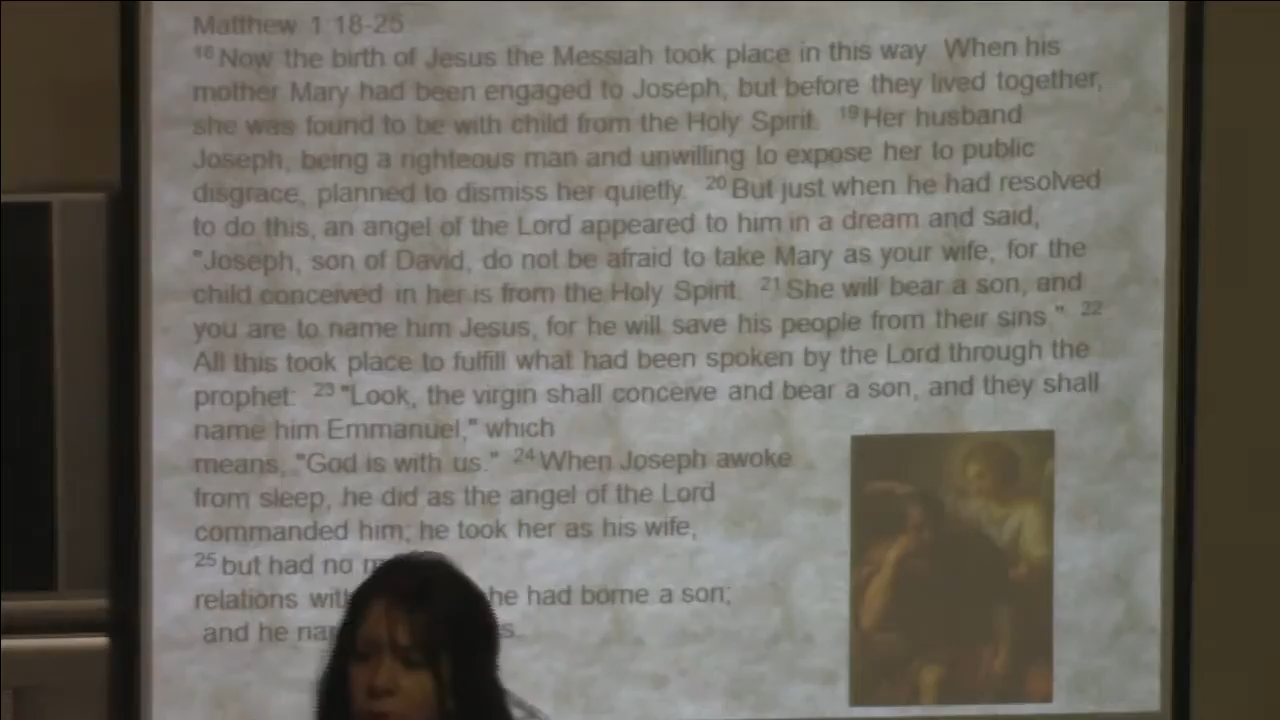 Matthew 1 18-25
18 Now the birth of Jesus the Messiah took place in this way When his
mother Mary had been engaged to Joseph, but before they lived together,
she was found to be with child from the Holy Spirit. 19 Her husband
Joseph, being a righteous man and unwilling to expose her to public
disgrace, planned to dismiss her quietly. 20 But just when he had resolved
to do this, an angel of the Lord appeared to him in a dream and said,
"Joseph, son of David, do not be afraid to take Mary as your wife, for the
child conceived in her is from the Holy Spirit. 21 She will bear a son, and
you are to name him Jesus, for he will save his people from their sins." 22
All this took place to fulfill what had been spoken by the Lord through the
prophet: 23 "Look, the virgin shall conceive and bear a son, and they shall
name him Emmanuel," which
means, "God is with us." 24 When Joseph awoke
from sleep, he did as the angel of the Lord
commanded him; he took her as his wife,
25 but had no
relations he had borne a son;
and he